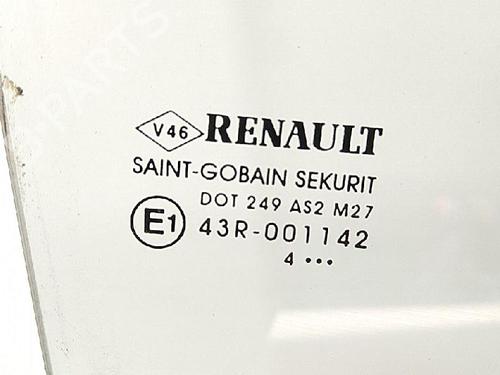 V46 RENAULT
SAINT-GOBAIN SEKURIT
DOT 249 AS2 M27
E1 43R-001142
4 •••